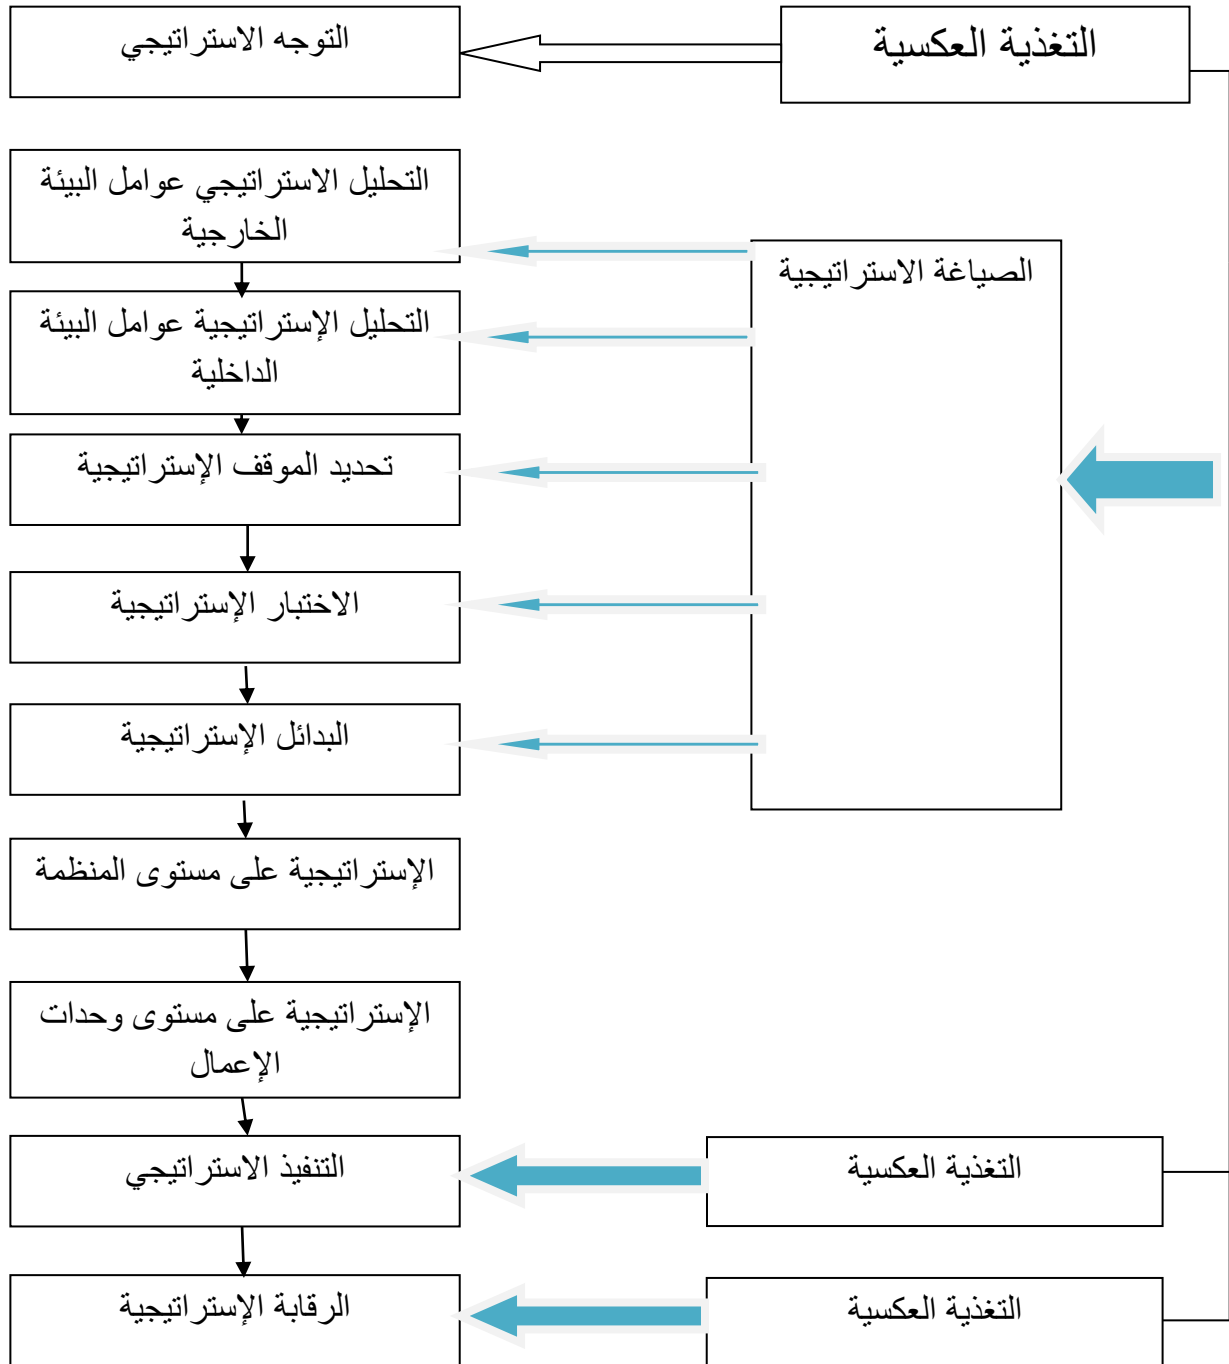 التغذية العكسية
التوجه الاستراتيجي
التحليل الاستراتيجي عوامل البيئة
الخارجية
الصياغة الاستراتيجية
التحليل الإستراتيجية عوامل البيئة
الداخلية
تحديد الموقف الإستراتيجية
الاختبار الإستراتيجية
البدائل الإستراتيجية
الإستراتيجية على مستوى المنظمة
الإستراتيجية على مستوى وحدات
الإعمال
التغذية العكسية
التنفيذ الاستراتيجي
التغذية العكسية
الرقابة الإستراتيجية